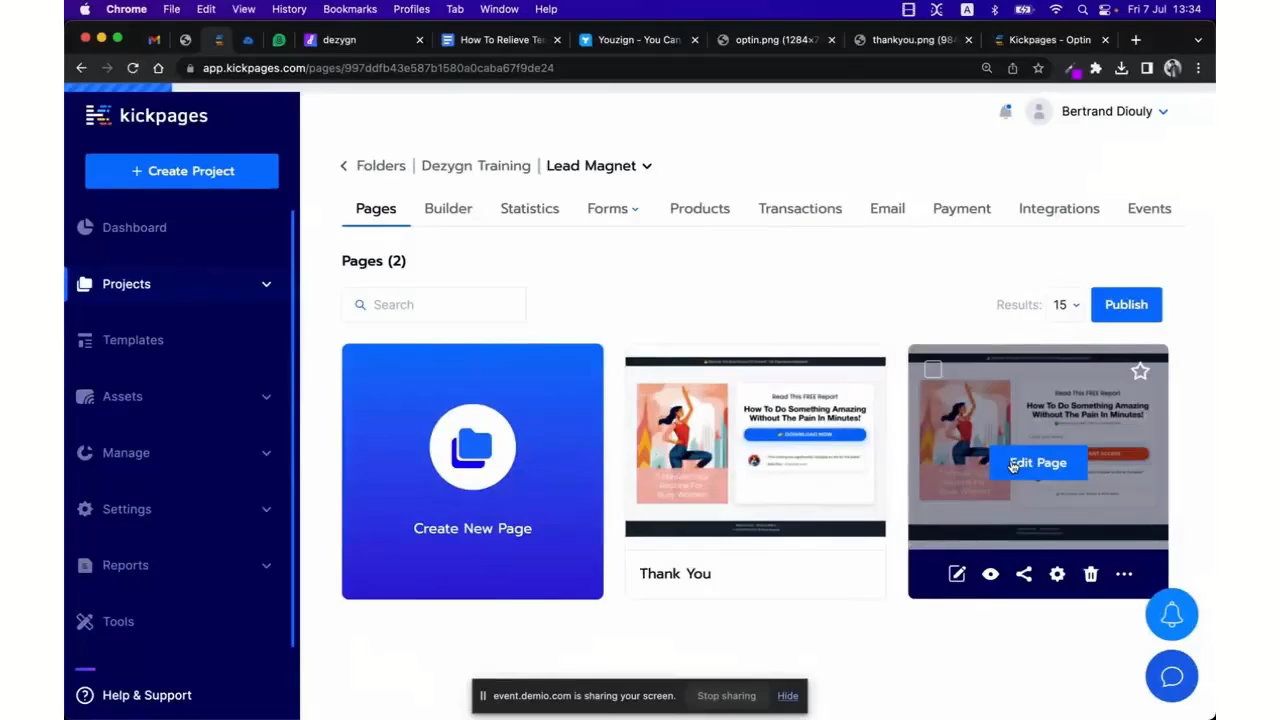 Chrome File Edit View History Bookmarks Profiles Tab Window Help A Fri 7 Jul 13:34
dezygn How To Relieve Te Youzign - You Can optin.png (1284×7 thankyou.png (98 Kickpages - Optin
app.kickpages.com/pages/997ddfb43e587b1580a0caba67f9de24
kickpages
Bertrand Diouly
+ Create Project
Folders | Dezygn Training | Lead Magnet
Pages Builder Statistics Forms Products Transactions Email Payment Integrations Events
Dashboard
Pages (2)
Projects
Search
Results: 15 Publish
Templates
Assets
Manage
Settings
Reports
Tools
Help & Support
Create New Page
Read This FREE Report
How To Do Something Amazing
Without The Pain In Minutes!
DOWNLOAD NOW
Thank You
Read This FREE Report
How To Do Something Amazing
Without The Pain In Minutes!
Edit Page
event.demio.com is sharing your screen. Stop sharing Hide